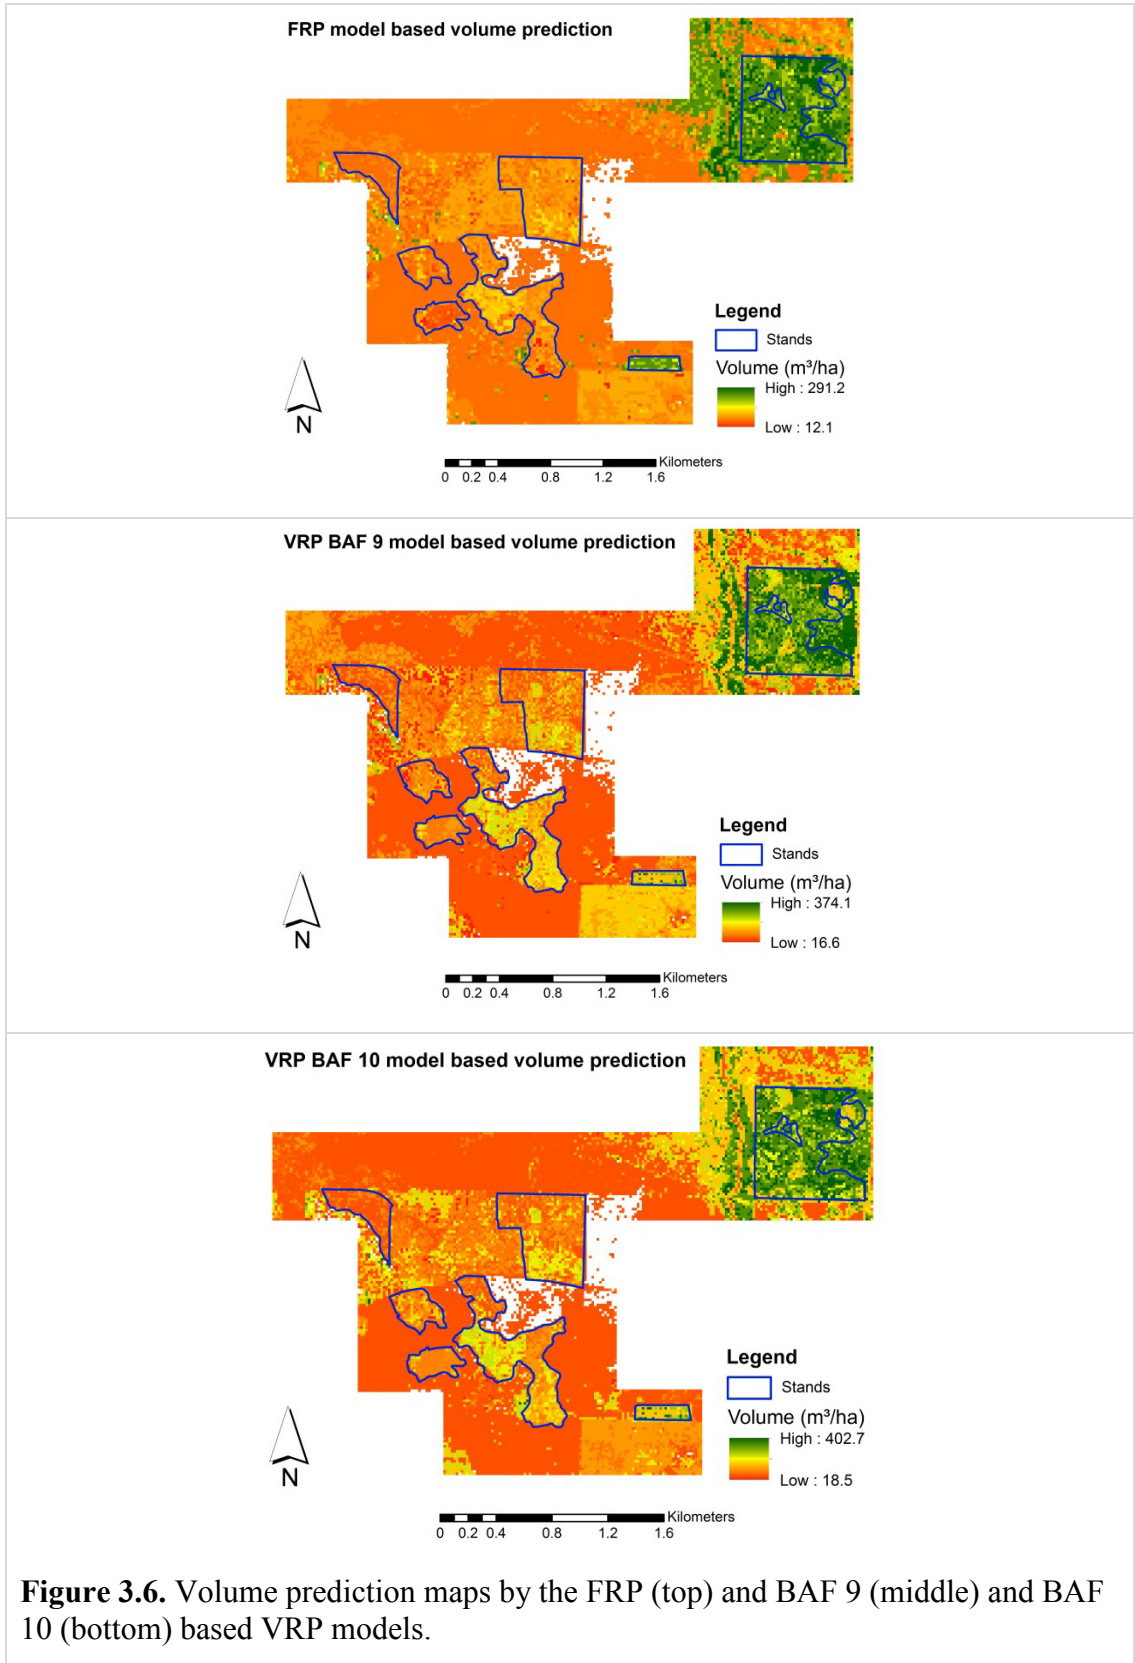 FRP model based volume prediction
Legend
Stands
Volume (m³/ha)
High : 291.2
Low : 12.1
N
Kilometers
0 0.2 0.4 0.8 1.2 1.6
VRP BAF 9 model based volume prediction
Legend
Stands
Volume (m³/ha)
High : 374.1
Low : 16.6
N
Kilometers
0 0.2 0.4 0.8 1.2 1.6
VRP BAF 10 model based volume prediction
Legend
Stands
Volume (m³/ha)
High : 402.7
Low : 18.5
N
Kilometers
0 0.2 0.4 0.8 1.2 1.6
Figure 3.6. Volume prediction maps by the FRP (top) and BAF 9 (middle) and BAF
10 (bottom) based VRP models.